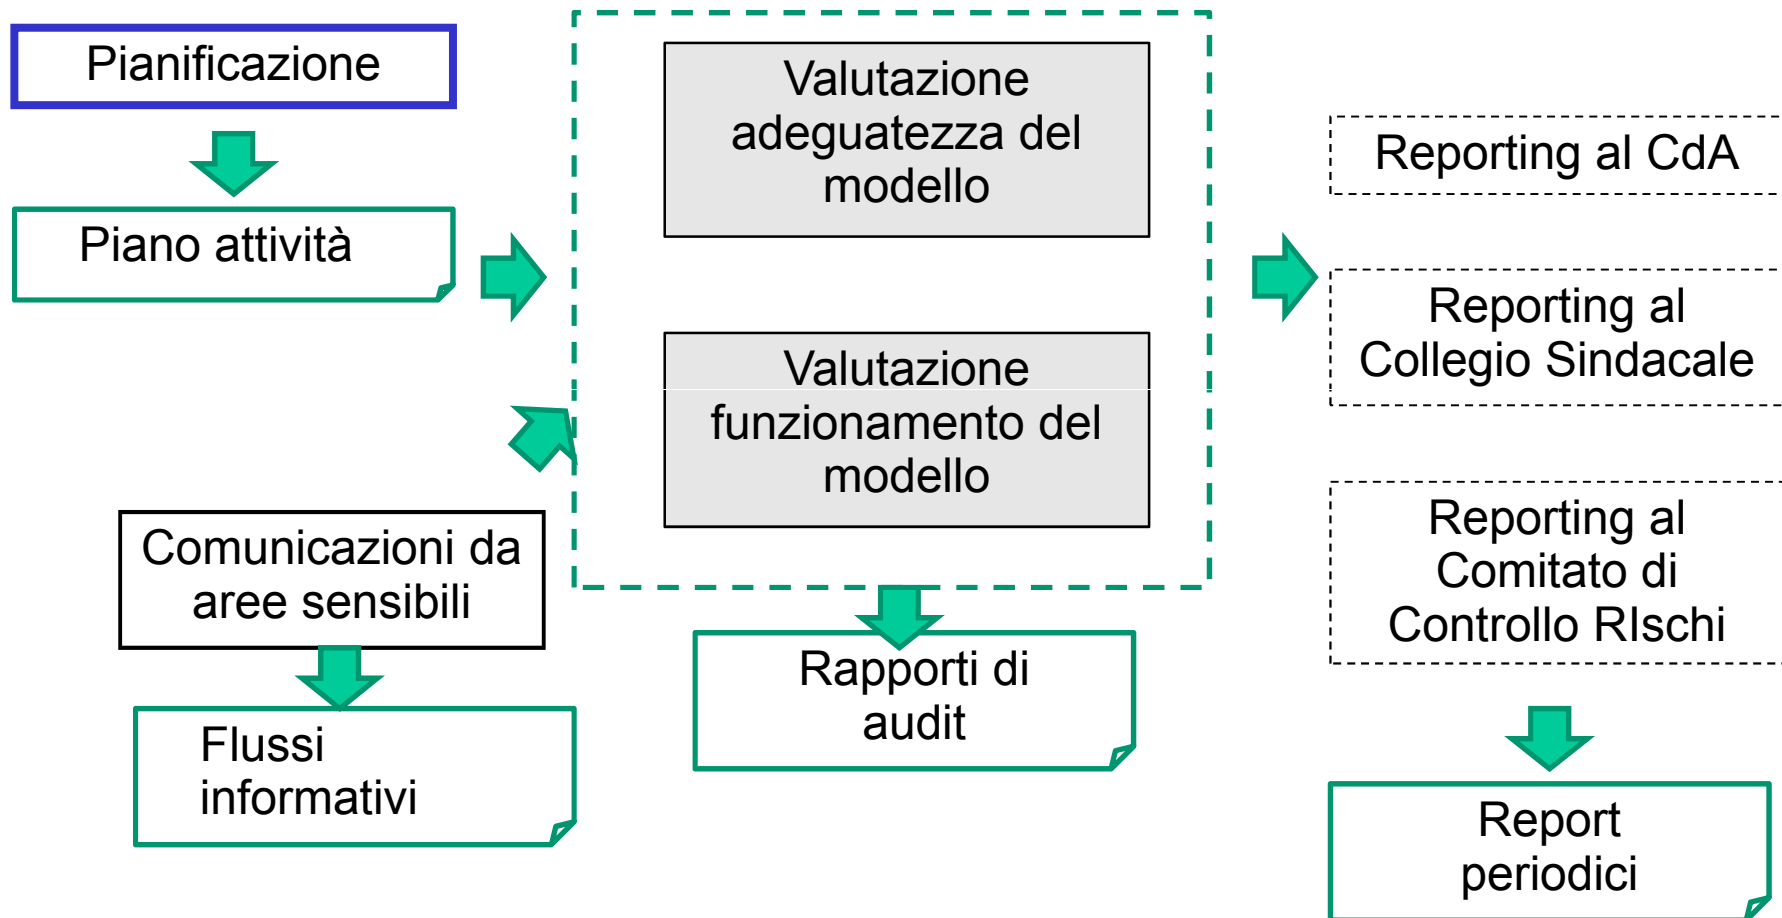 Pianificazione
Piano attività
Comunicazioni da
aree sensibili
Flussi
informativi
Valutazione
adeguatezza del
modello
Valutazione
funzionamento del
modello
Rapporti di
audit
Reporting al CdA
Reporting al
Collegio Sindacale
Reporting al
Comitato di
Controllo RIschi
Report
periodici